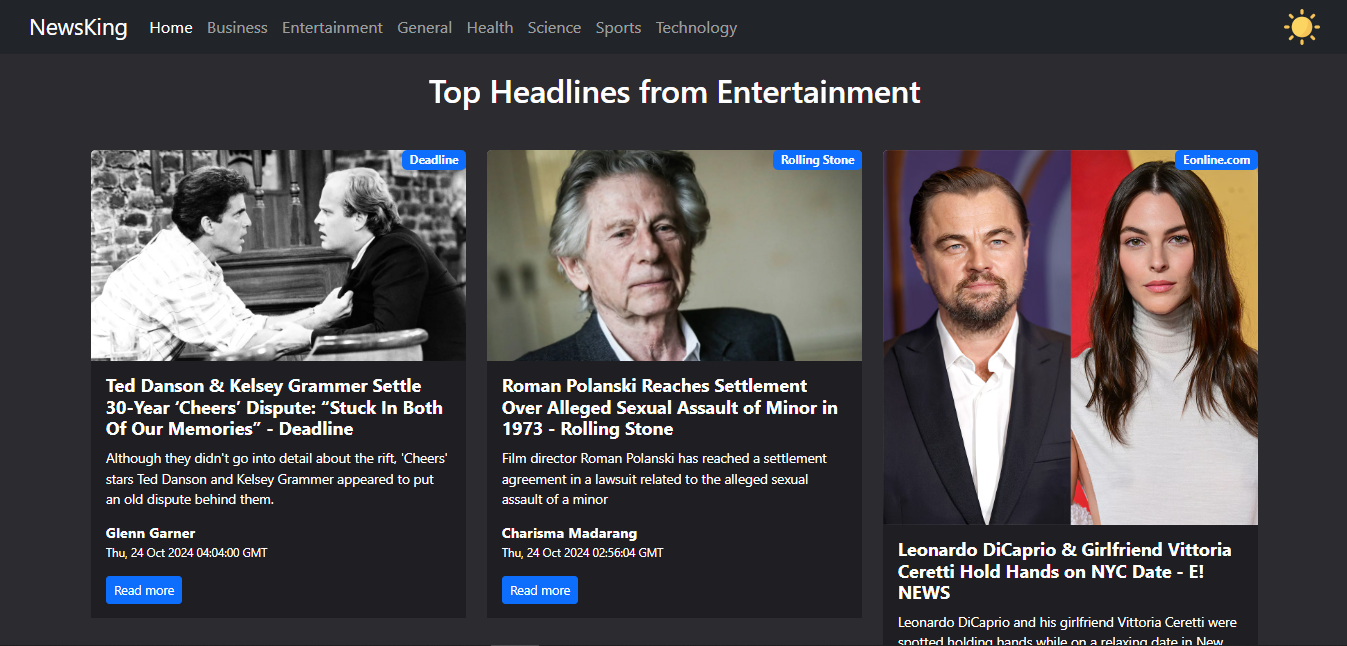 NewsKing Home Business Entertainment General Health Science Sports Technology
Top Headlines from Entertainment
Deadline
Ted Danson & Kelsey Grammer Settle
30-Year ‘Cheers’ Dispute: “Stuck In Both
Of Our Memories” - Deadline
Although they didn't go into detail about the rift, 'Cheers'
stars Ted Danson and Kelsey Grammer appeared to put
an old dispute behind them.
Glenn Garner
Thu, 24 Oct 2024 04:04:00 GMT
Read more
Rolling Stone
Roman Polanski Reaches Settlement
Over Alleged Sexual Assault of Minor in
1973 - Rolling Stone
Film director Roman Polanski has reached a settlement
agreement in a lawsuit related to the alleged sexual
assault of a minor
Charisma Madarang
Thu, 24 Oct 2024 02:56:04 GMT
Read more
Eonline.com
Leonardo DiCaprio & Girlfriend Vittoria
Ceretti Hold Hands on NYC Date - E!
NEWS
Leonardo DiCaprio and his girlfriend Vittoria Ceretti were
spotted holding hands while on a relaxing date in New